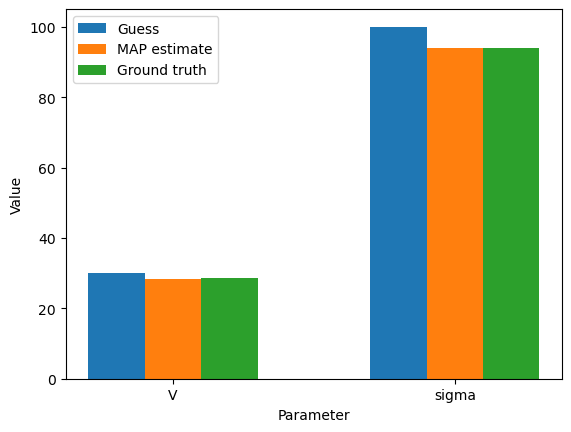 Guess
MAP estimate
Ground truth
Value
100
80
60
40
20
0
V
sigma
Parameter